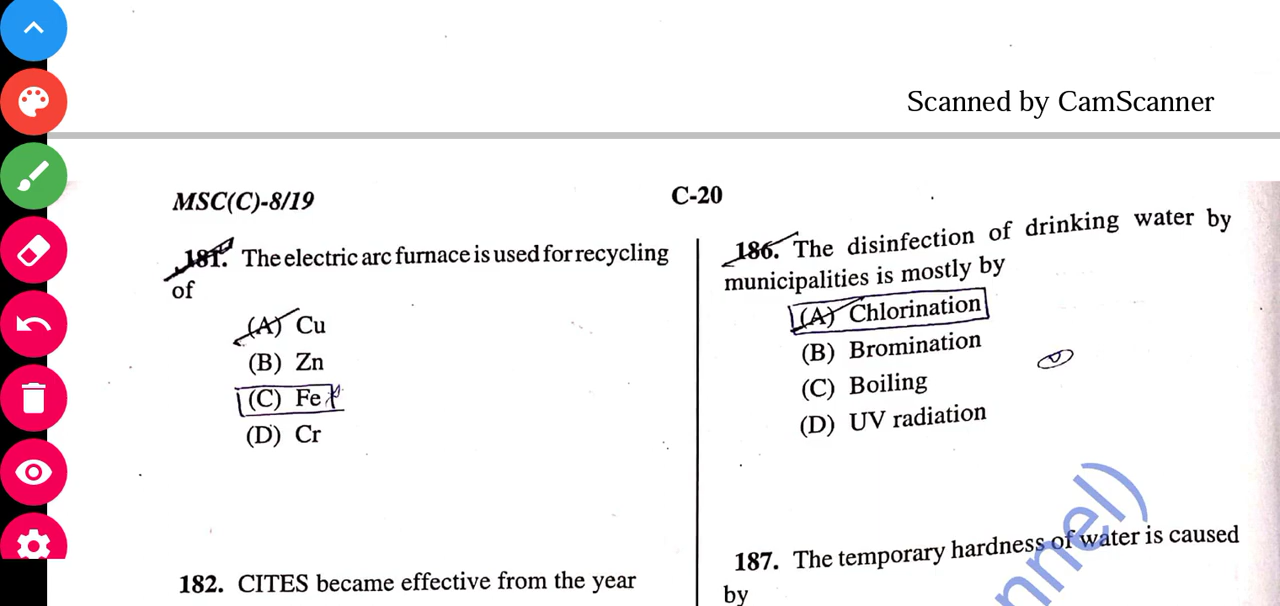 Scanned by CamScanner
MSC(C)-8/19
C-20
181. The electric arc furnace is used for recycling
of
(A) Cu
(B) Zn
(C) Fe
(D) Cr
182. CITES became effective from the year
186. The disinfection of drinking water by
municipalities is mostly by
(A) Chlorination
(B) Bromination
(C) Boiling
(D) UV radiation
187. The temporary hardness of water is caused
by
nnel)